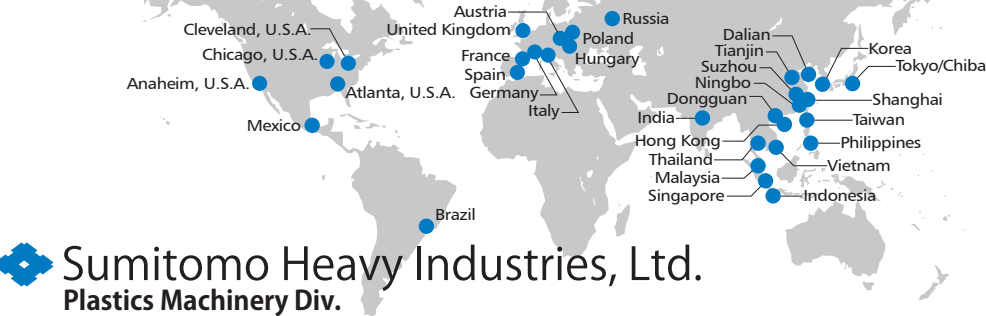 Cleveland, U.S.A.
Chicago, U.S.A.
Anaheim, U.S.A.
Atlanta, U.S.A.
Mexico
Brazil
Austria
United Kingdom
Russia
Poland
France
Hungary
Spain
Germany
Italy
Dalian
Tianjin
Korea
Suzhou
Tokyo/Chiba
Ningbo
Dongguan
Shanghai
India
Taiwan
Hong Kong
Philippines
Thailand
Vietnam
Malaysia
Singapore
Indonesia
Sumitomo Heavy Industries, Ltd.
Plastics Machinery Div.